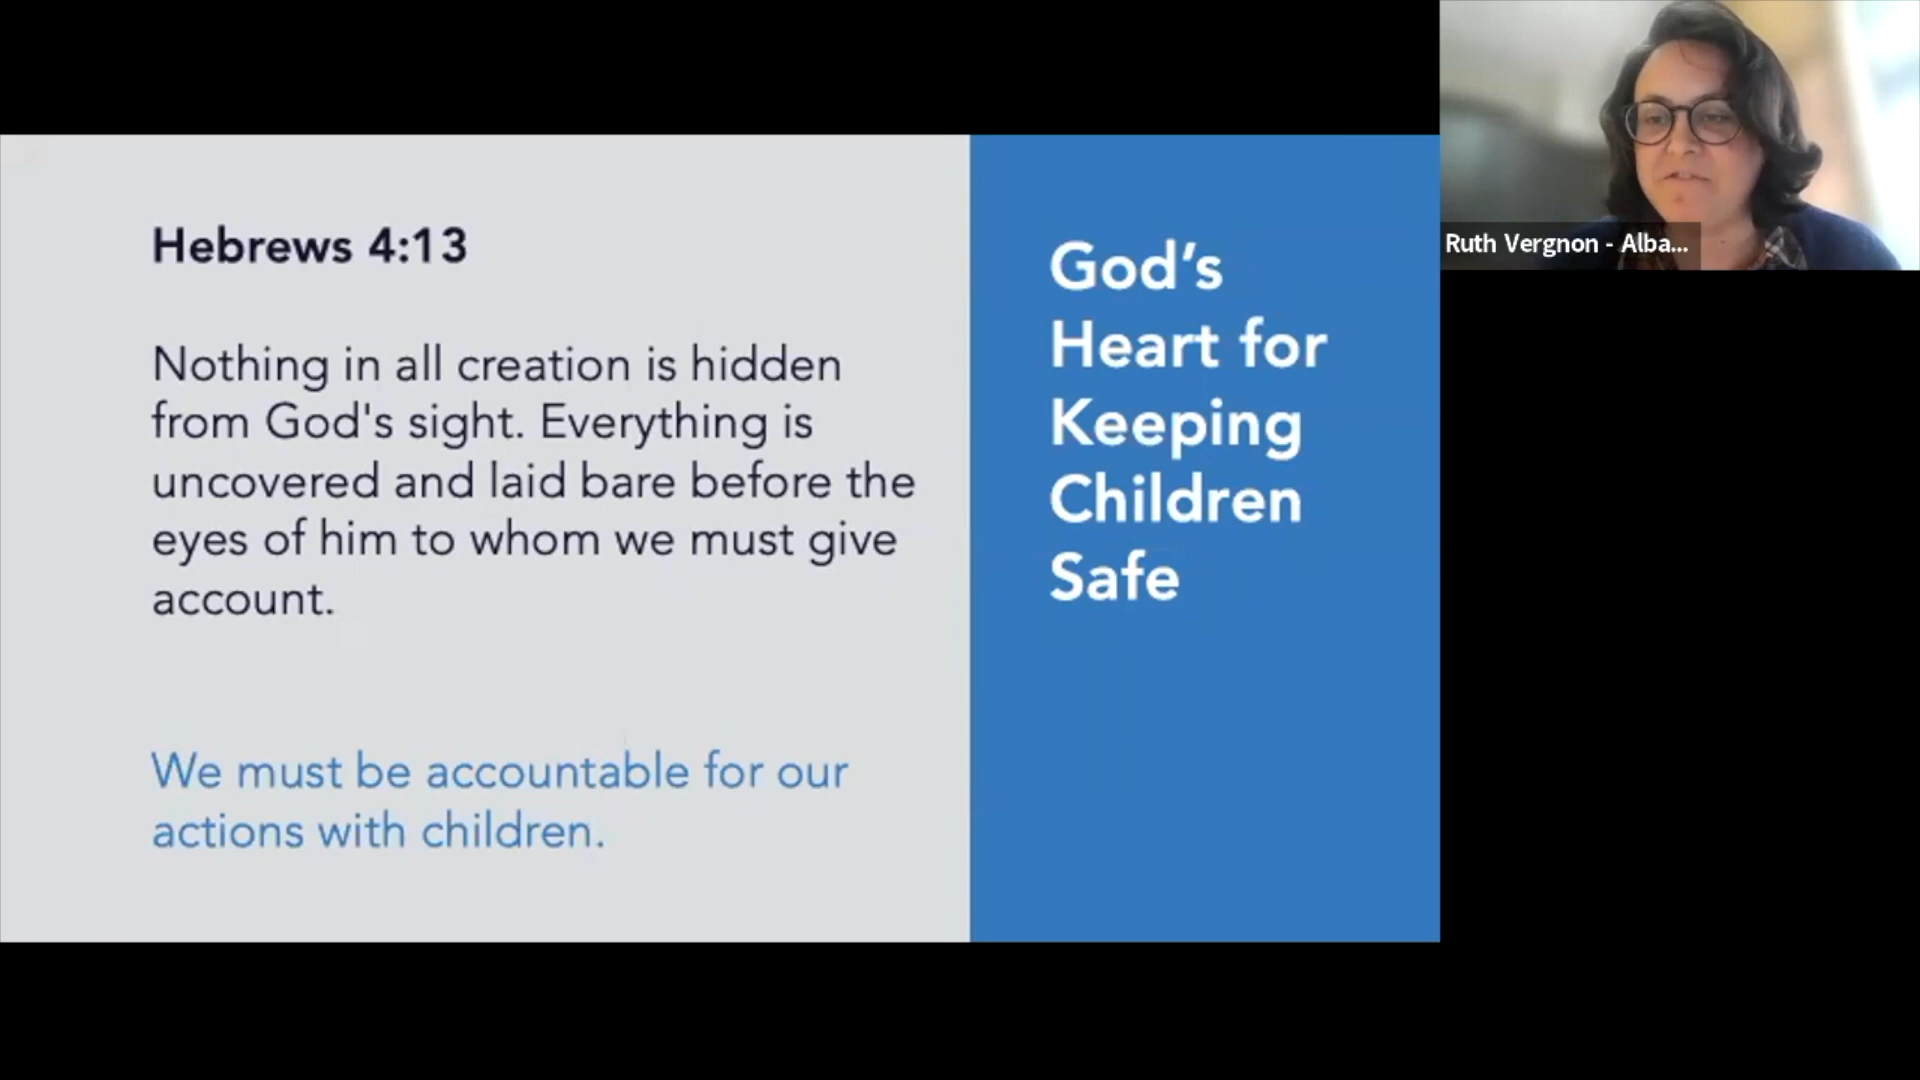 Hebrews 4:13
Nothing in all creation is hidden
from God's sight. Everything is
uncovered and laid bare before the
eyes of him to whom we must give
account.
We must be accountable for our
actions with children.
God’s
Heart for
Keeping
Children
Safe
Ruth Vergnon - Alba...